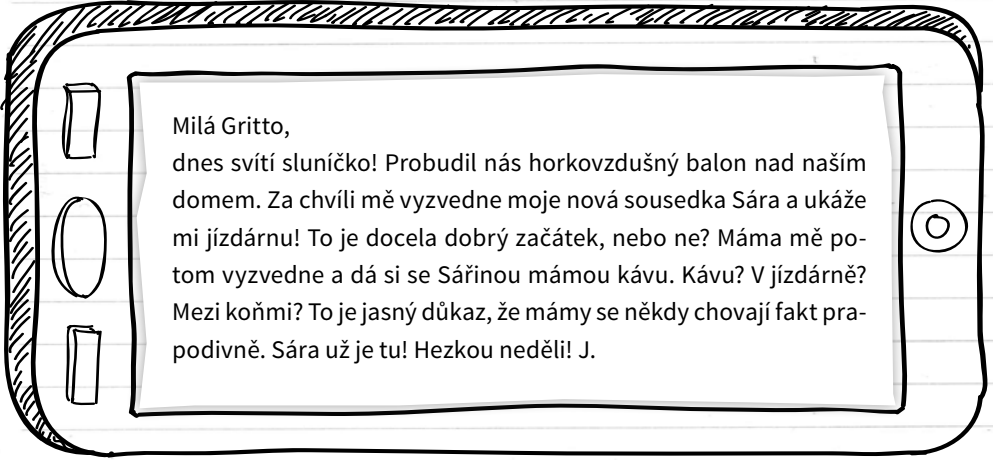 Milá Gritto,
dnes svítí sluníčko! Probudil nás horkovzdušný balon nad naším
domem. Za chvíli mě vyzvedne moje nová sousedka Sára a ukáže
mi jízdárnu! To je docela dobrý začátek, nebo ne? Máma mě po-
tom vyzvedne a dá si se Sářinou mámou kávu. Kávu? V jízdárně?
Mezi koňmi? To je jasný důkaz, že mámy se někdy chovají fakt pra-
podivně. Sára už je tu! Hezkou neděli! J.